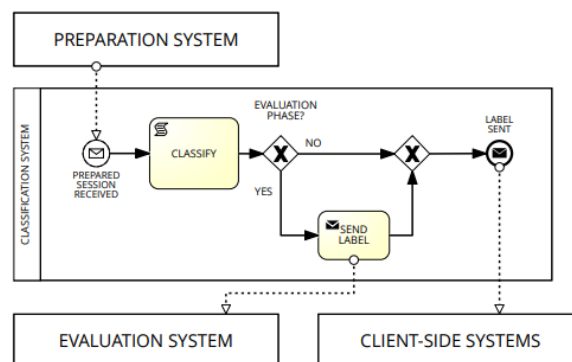 PREPARATION SYSTEM
CLASSIFICATION SYSTEM
EVALUATION
PHASE?
LABEL
SENT
CLASSIFY
NO
PREPARED
SESSION
RECEIVED
YES
SEND
LABEL
EVALUATION SYSTEM
CLIENT-SIDE SYSTEMS